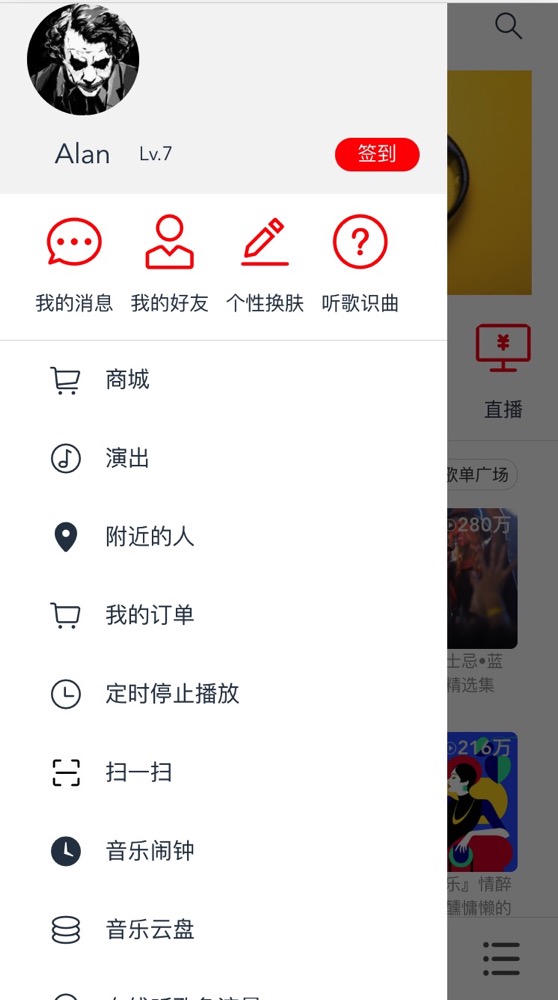 Alan Lv.7 签到
我的消息 我的好友 个性换肤 听歌识曲
商城
演出
附近的人
我的订单
定时停止播放
扫一扫
音乐闹钟
音乐云盘
直播
歌单广场
280万
士忌•蓝
精选集
216万
乐』情醉
醺慵懒的